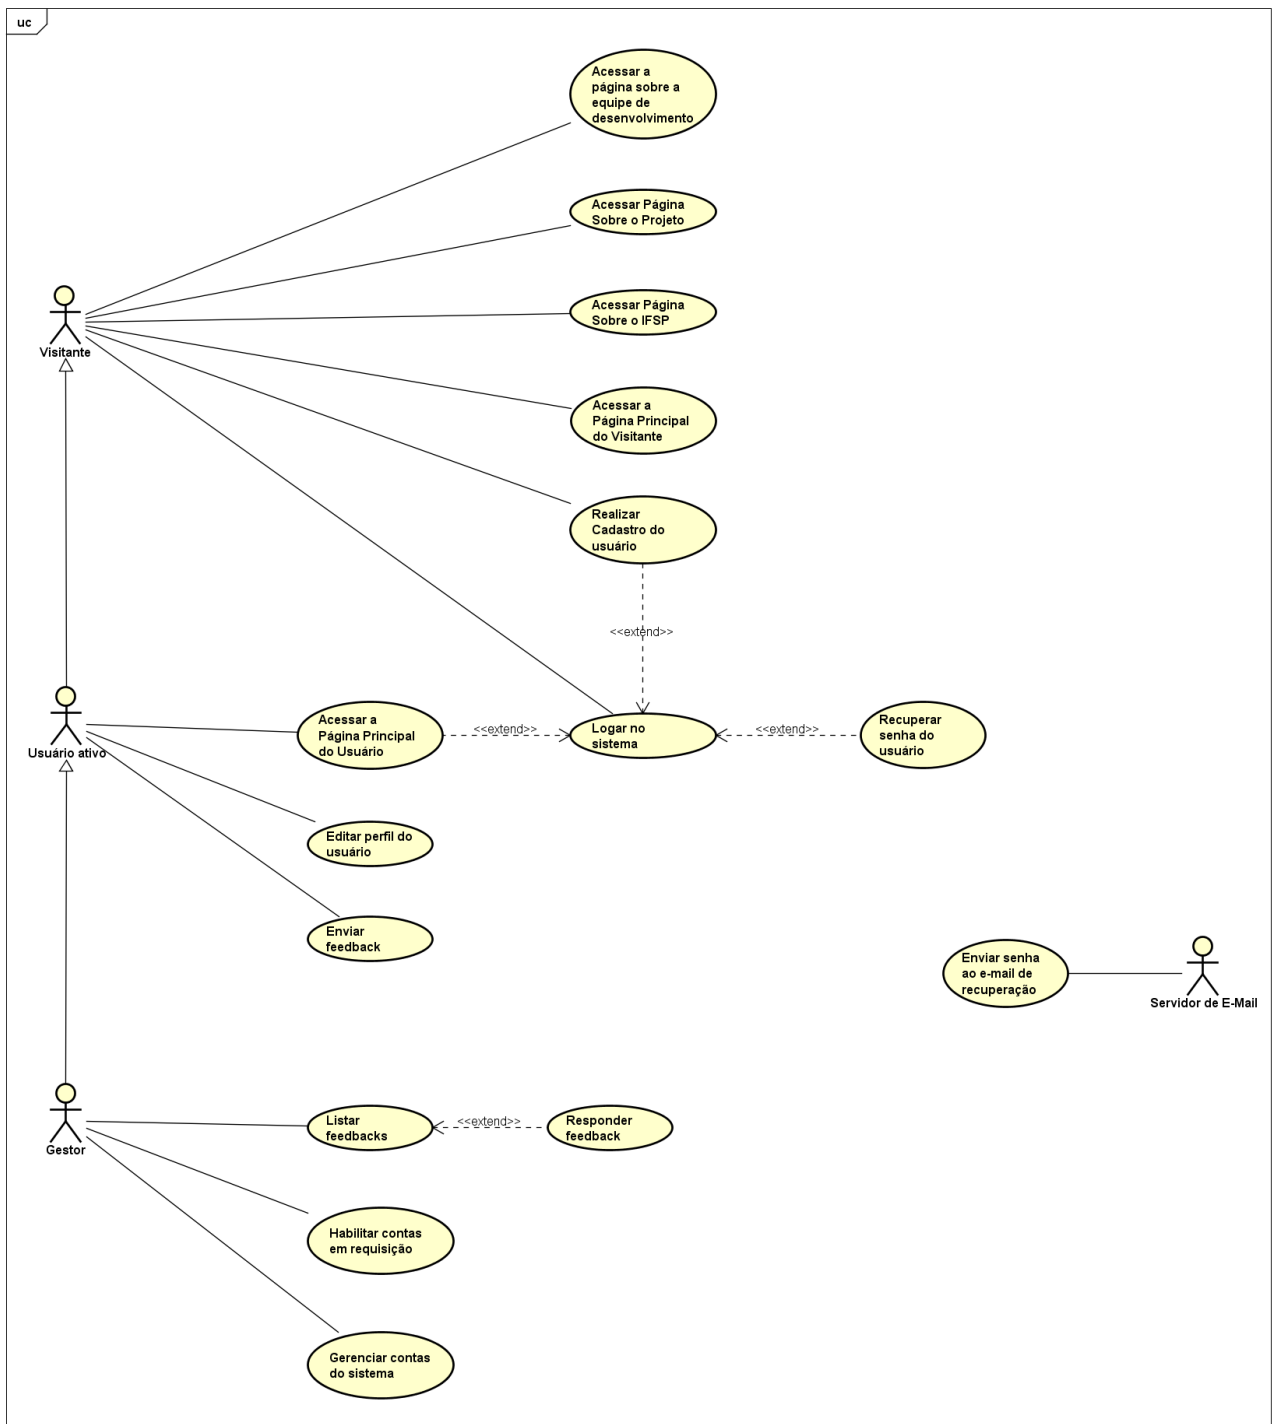 uc
Acessar a
página sobre a
equipe de
desenvolvimento
Acessar Página
Sobre o Projeto
Acessar Página
Sobre o IFSP
Visitante
Acessar a
Página Principal
do Visitante
Realizar
Cadastro do
usuário
<<extend>>
Usuário ativo
Acessar a
Página Principal
do Usuário
<<extend>>
Logar no
sistema
<<extend>>
Recuperar
senha do
usuário
Editar perfil do
usuário
Enviar
feedback
Enviar senha
ao e-mail de
recuperação
Servidor de E-Mail
Gestor
Listar
feedbacks
<<extend>>
Responder
feedback
Habilitar contas
em requisição
Gerenciar contas
do sistema